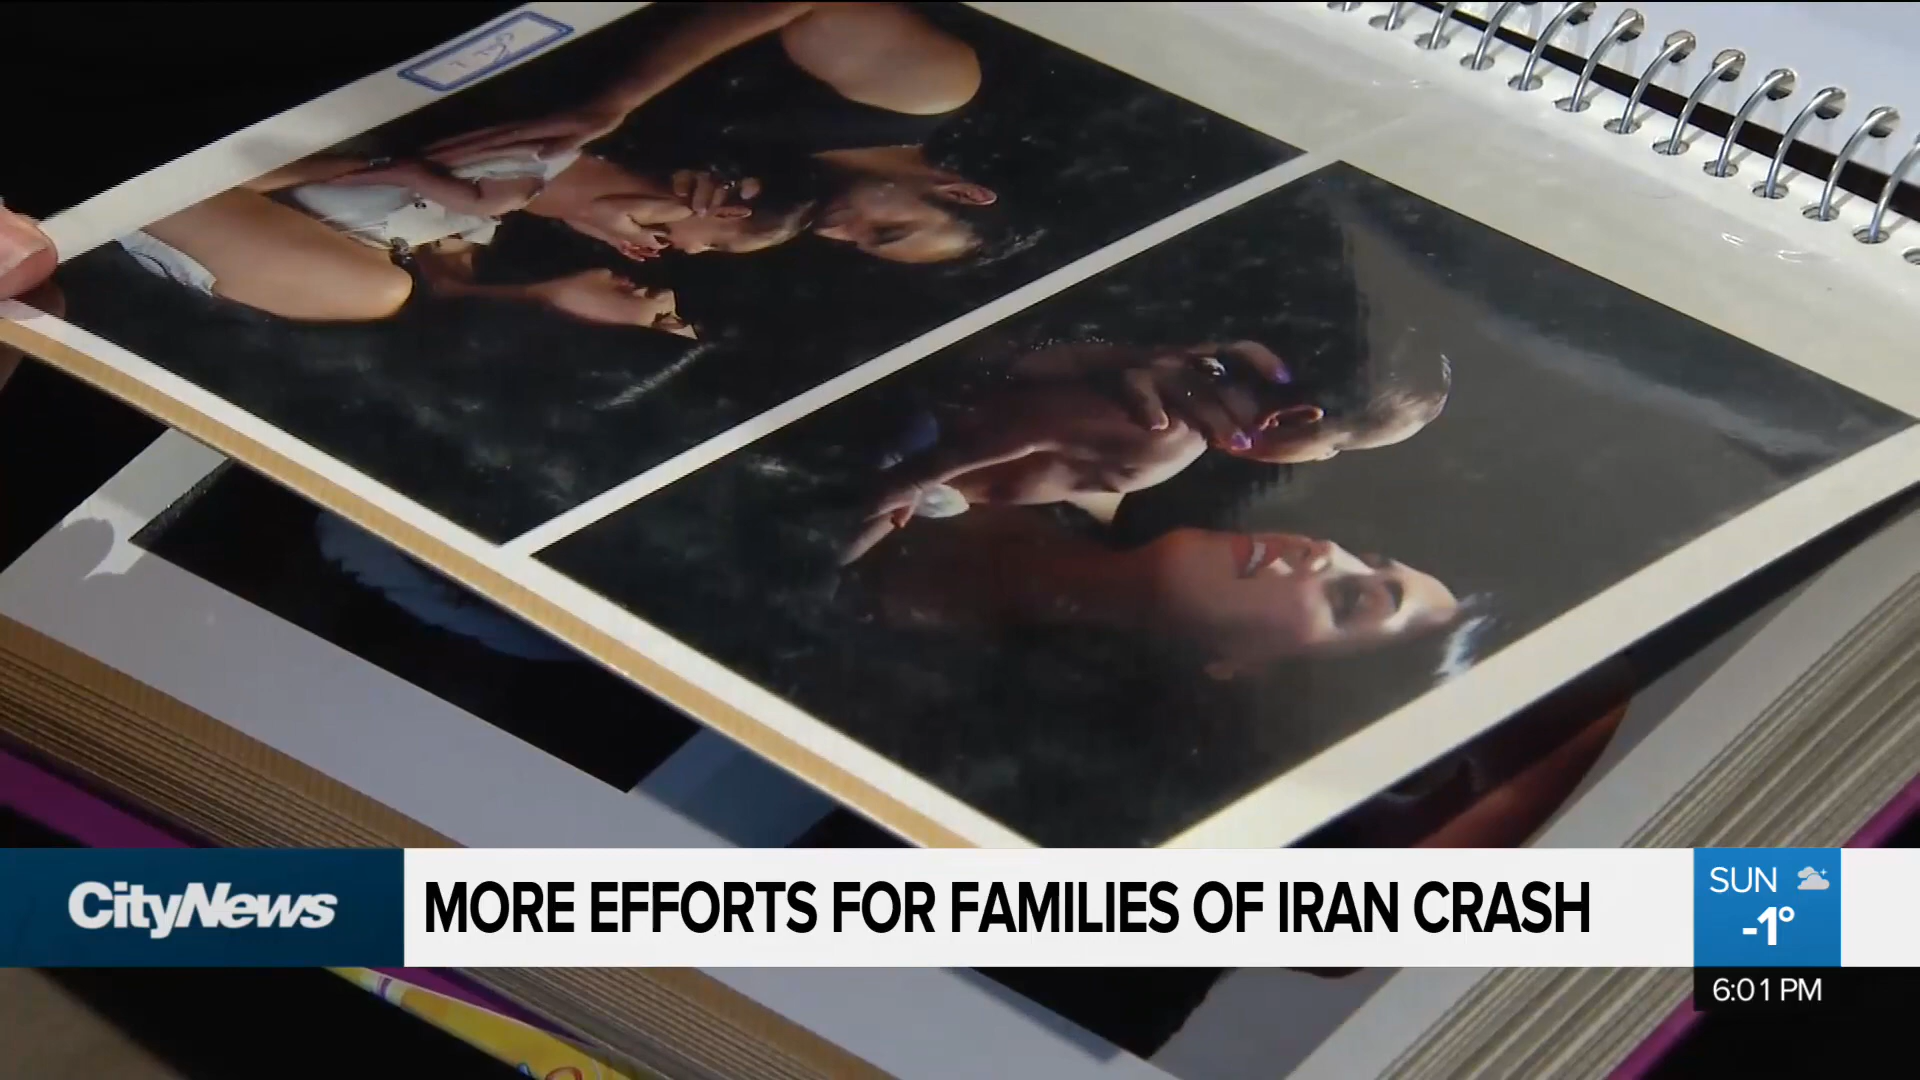 CityNews
MORE EFFORTS FOR FAMILIES OF IRAN CRASH
SUN
-1°
6:01 PM